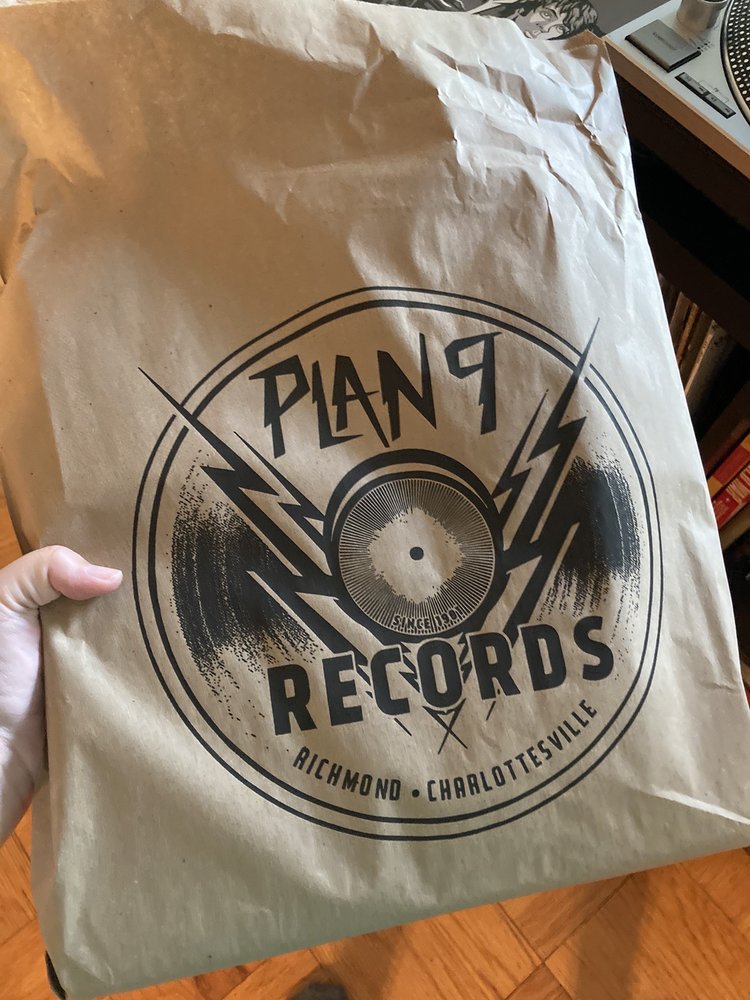 PLAN 9
SINCE 1981
RECORDS
RICHMOND • CHARLOTTESVILLE